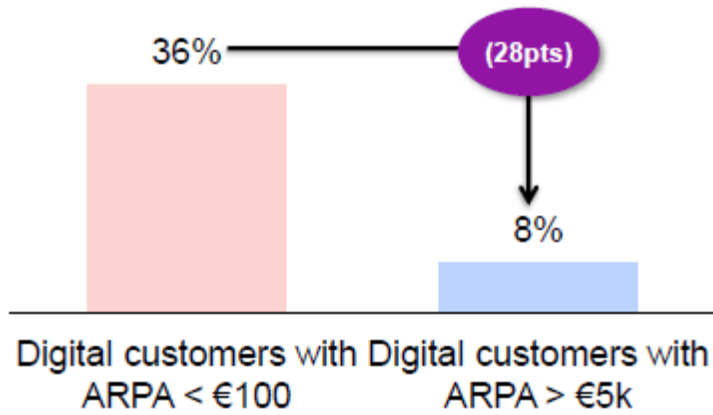 36%
(28pts)
8%
Digital customers with
ARPA < €100
Digital customers with
ARPA > €5k